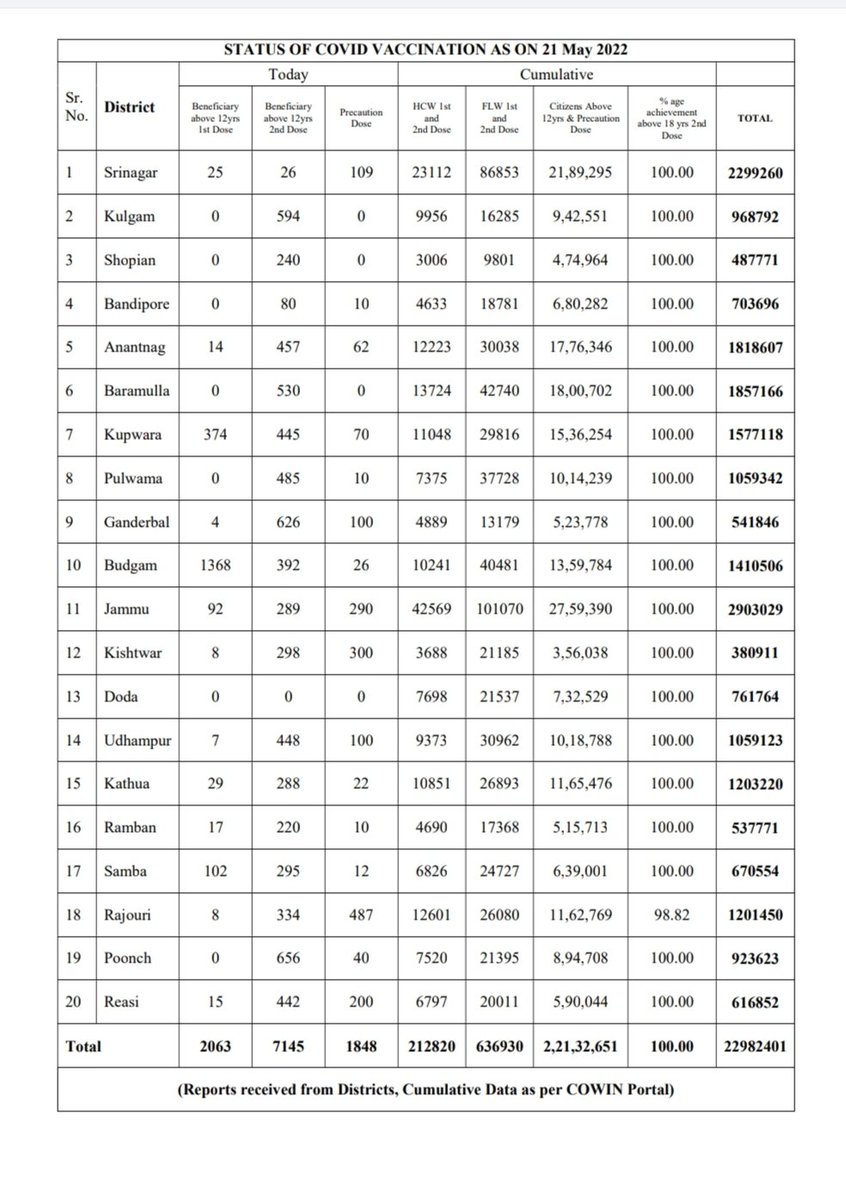 STATUS OF COVID VACCINATION AS ON 21 May 2022
Sr. No. District Today Cumulative
Beneficiary above 12yrs 1st Dose Beneficiary above 12yrs 2nd Dose Precaution Dose HCW 1st and 2nd Dose FLW 1st and 2nd Dose Citizens Above 12yrs & Precaution Dose % age achievement above 18 yrs 2nd Dose TOTAL
1 Srinagar 25 26 109 23112 86853 21,89,295 100.00 2299260
2 Kulgam 0 594 0 9956 16285 9,42,551 100.00 968792
3 Shopian 0 240 0 3006 9801 4,74,964 100.00 487771
4 Bandipore 0 80 10 4633 18781 6,80,282 100.00 703696
5 Anantnag 14 457 62 12223 30038 17,76,346 100.00 1818607
6 Baramulla 0 530 0 13724 42740 18,00,702 100.00 1857166
7 Kupwara 374 445 70 11048 29816 15,36,254 100.00 1577118
8 Pulwama 0 485 10 7375 37728 10,14,239 100.00 1059342
9 Ganderbal 4 626 100 4889 13179 5,23,778 100.00 541846
10 Budgam 1368 392 26 10241 40481 13,59,784 100.00 1410506
11 Jammu 92 289 290 42569 101070 27,59,390 100.00 2903029
12 Kishtwar 8 298 300 3688 21185 3,56,038 100.00 380911
13 Doda 0 0 0 7698 21537 7,32,529 100.00 761764
14 Udhampur 7 448 100 9373 30962 10,18,788 100.00 1059123
15 Kathua 29 288 22 10851 26893 11,65,476 100.00 1203220
16 Ramban 17 220 10 4690 17368 5,15,713 100.00 537771
17 Samba 102 295 12 6826 24727 6,39,001 100.00 670554
18 Rajouri 8 334 487 12601 26080 11,62,769 98.82 1201450
19 Poonch 0 656 40 7520 21395 8,94,708 100.00 923623
20 Reasi 15 442 200 6797 20011 5,90,044 100.00 616852
Total 2063 7145 1848 212820 636930 2,21,32,651 100.00 22982401
(Reports received from Districts, Cumulative Data as per COWIN Portal)